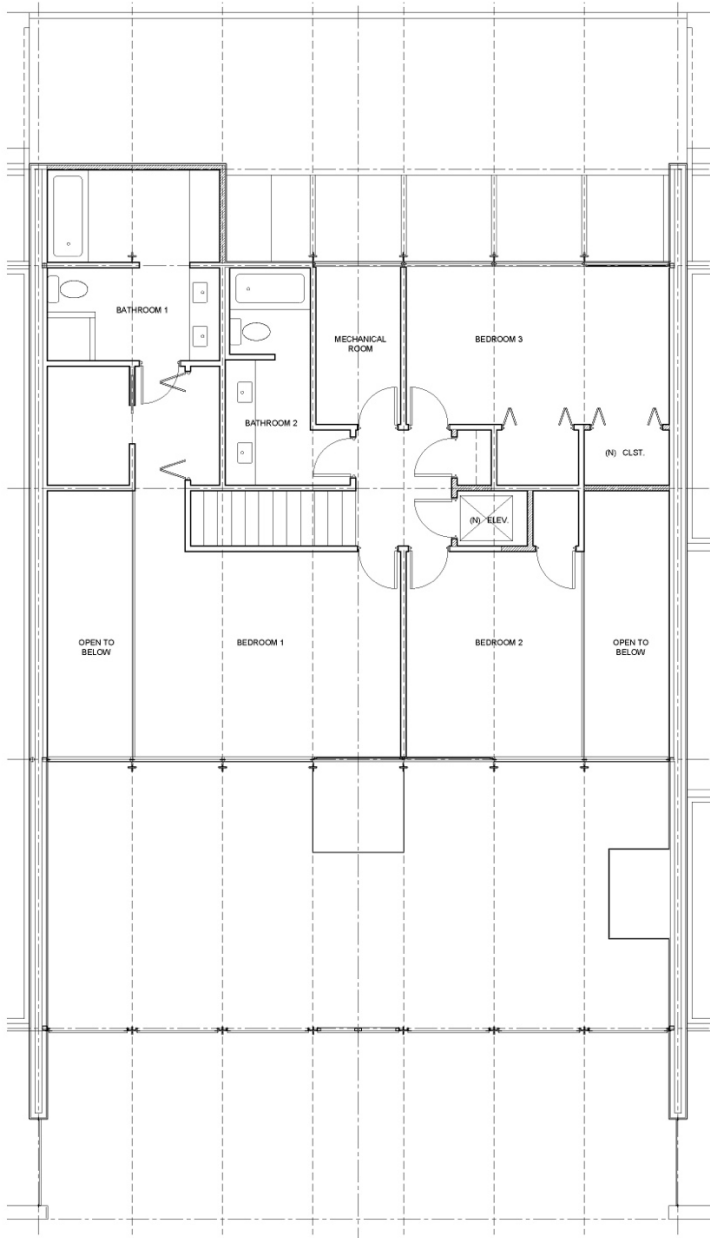 BATHROOM 1
MECHANICAL
ROOM
BEDROOM 3
BATHROOM 2
(N) CLST.
(N) ELEV.
OPEN TO
BELOW
BEDROOM 1
BEDROOM 2
OPEN TO
BELOW